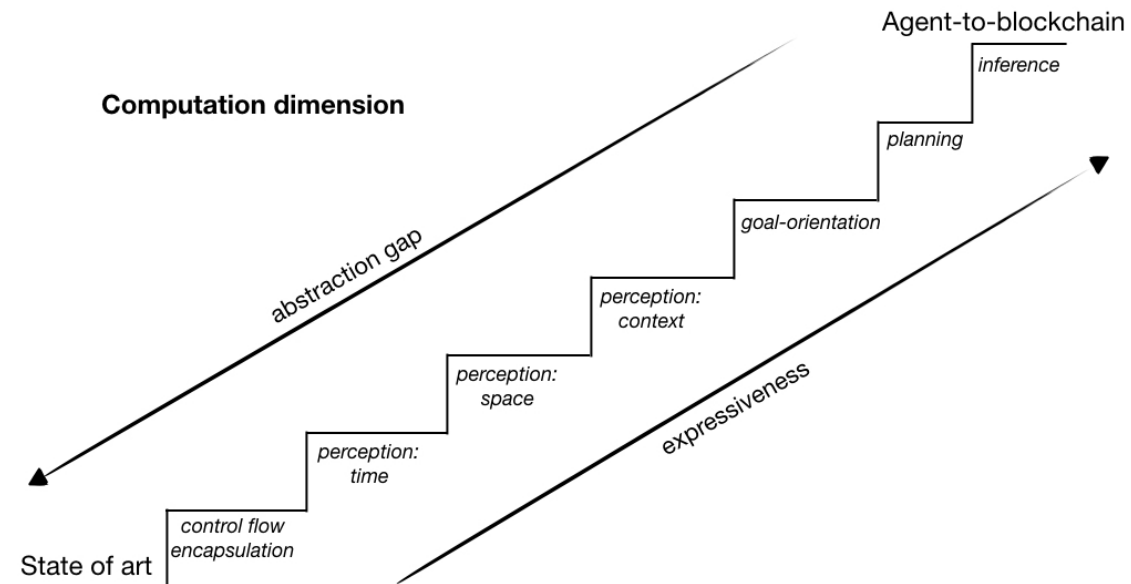 Agent-to-blockchain
inference
Computation dimension
planning
goal-orientation
abstraction gap
perception:
context
perception:
space
expressiveness
perception:
time
control flow
encapsulation
State of art